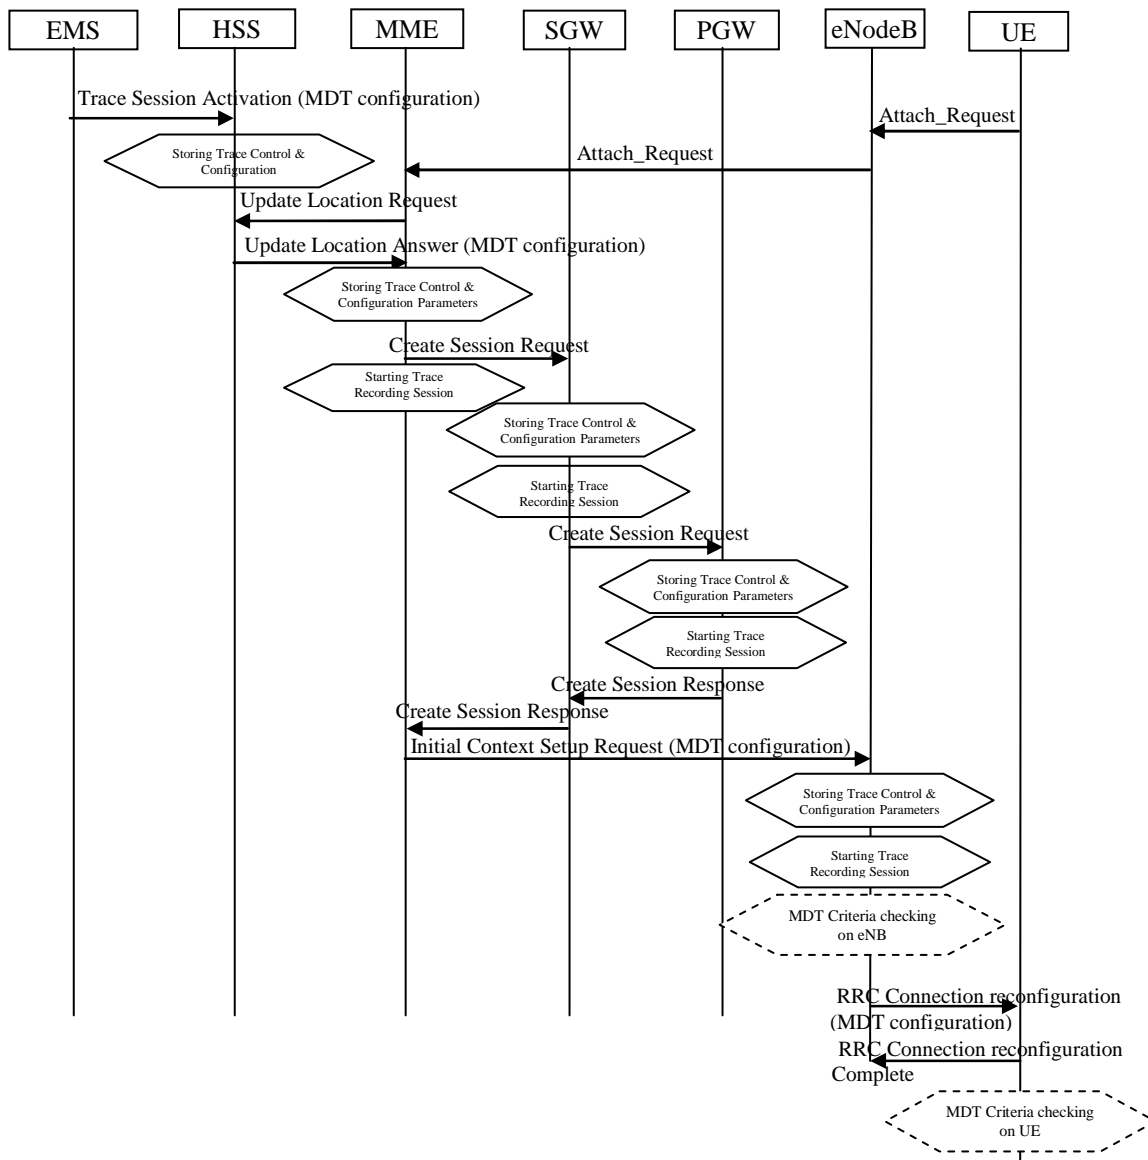 EMS
HSS
MME
SGW
PGW
eNodeB
UE
Trace Session Activation (MDT configuration)
Attach_Request
Storing Trace Control &
Configuration
Attach_Request
Update Location Request
Update Location Answer (MDT configuration)
Storing Trace Control &
Configuration Parameters
Create Session Request
Starting Trace
Recording Session
Storing Trace Control &
Configuration Parameters
Starting Trace
Recording Session
Create Session Request
Storing Trace Control &
Configuration Parameters
Starting Trace
Recording Session
Create Session Response
Create Session Response
Initial Context Setup Request (MDT configuration)
Storing Trace Control &
Configuration Parameters
Starting Trace
Recording Session
MDT Criteria checking
on eNB
RRC Connection reconfiguration
(MDT configuration)
RRC Connection reconfiguration
Complete
MDT Criteria checking
on UE